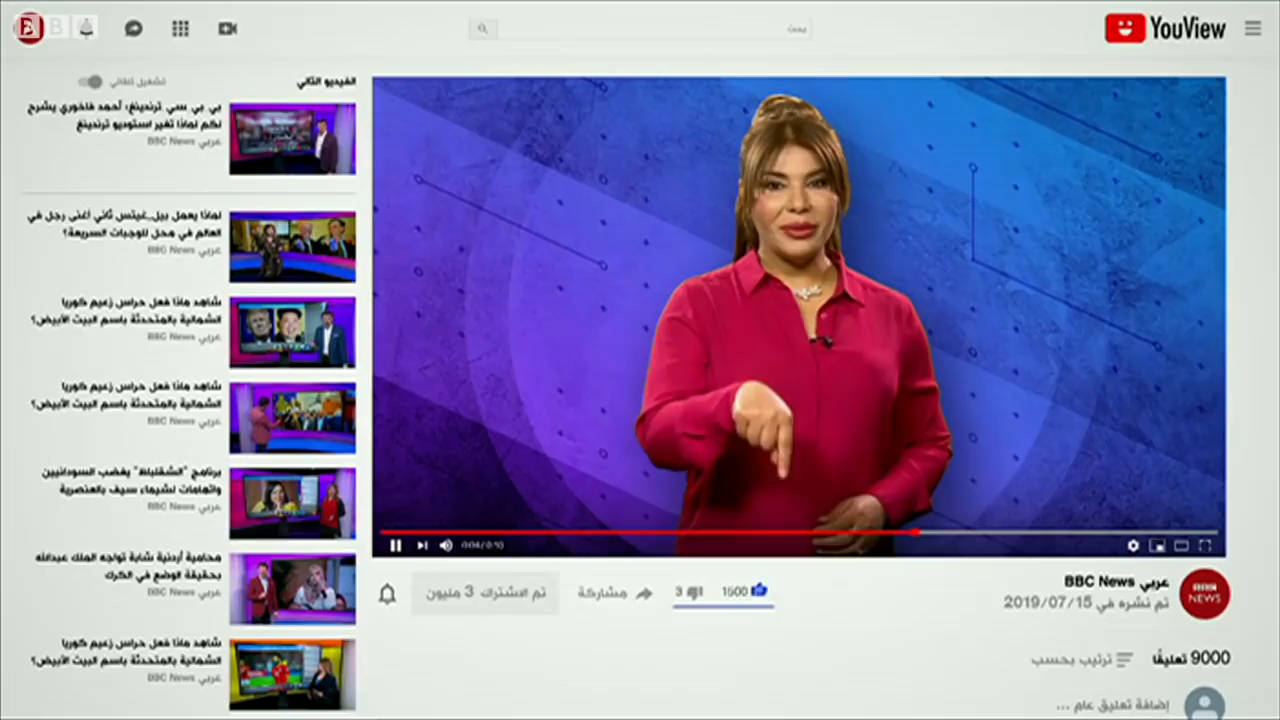 YouView
بحث
B
الفيديو التالي
تشغيل تلقائي
بي بي سي ترندينغ: أحمد فاخوري يشرح
لكم لماذا تغير استوديو ترندينغ
عربي BBC News
لماذا يعمل بيل غيتس ثاني أغنى رجل في
العالم في محل للوجبات السريعة؟
عربي BBC News
شاهد ماذا فعل حراس زعيم كوريا
الشمالية بالمتحدثة باسم البيت الأبيض؟
عربي BBC News
شاهد ماذا فعل حراس زعيم كوريا
الشمالية بالمتحدثة باسم البيت الأبيض؟
عربي BBC News
برنامج "الشقلباظ" يغضب السودانيين
واتهامات لشيماء سيف بالعنصرية
عربي BBC News
محامية أردنية شابة تواجه الملك عبدالله
بحقيقة الوضع في الكرك
عربي BBC News
شاهد ماذا فعل حراس زعيم كوريا
الشمالية بالمتحدثة باسم البيت الأبيض؟
عربي BBC News
BBC
NEWS
عربي BBC News
تم نشره في 2019/07/15
1500
3
مشاركة
تم الاشتراك 3 مليون
9000 تعليقًا
ترتيب بحسب
إضافة تعليق عام ...